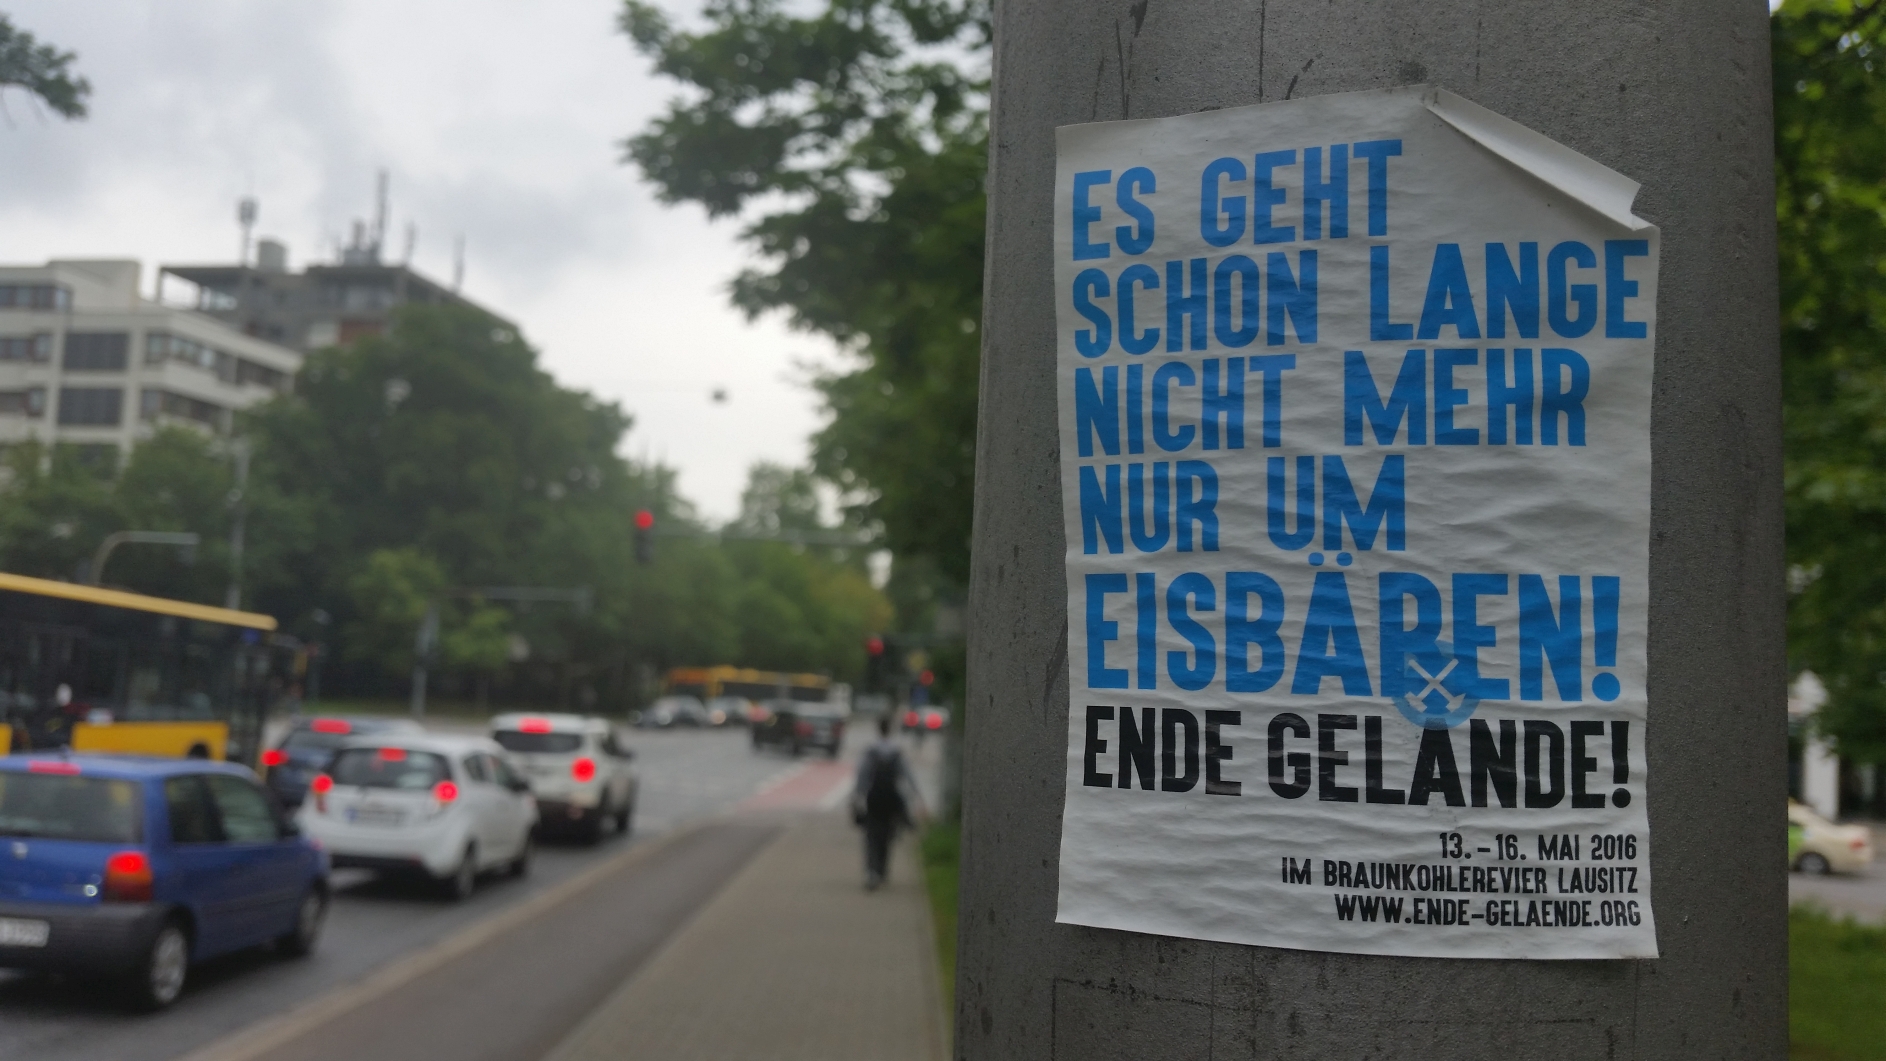 ES GEHT
SCHON LANGE
NICHT MEHR
NUR UM
EISBÄREN!
ENDE GELÄNDE!
13.-16. MAI 2016
IM BRAUNKOHLEREVIER LAUSITZ
WWW.ENDE-GELAENDE.ORG